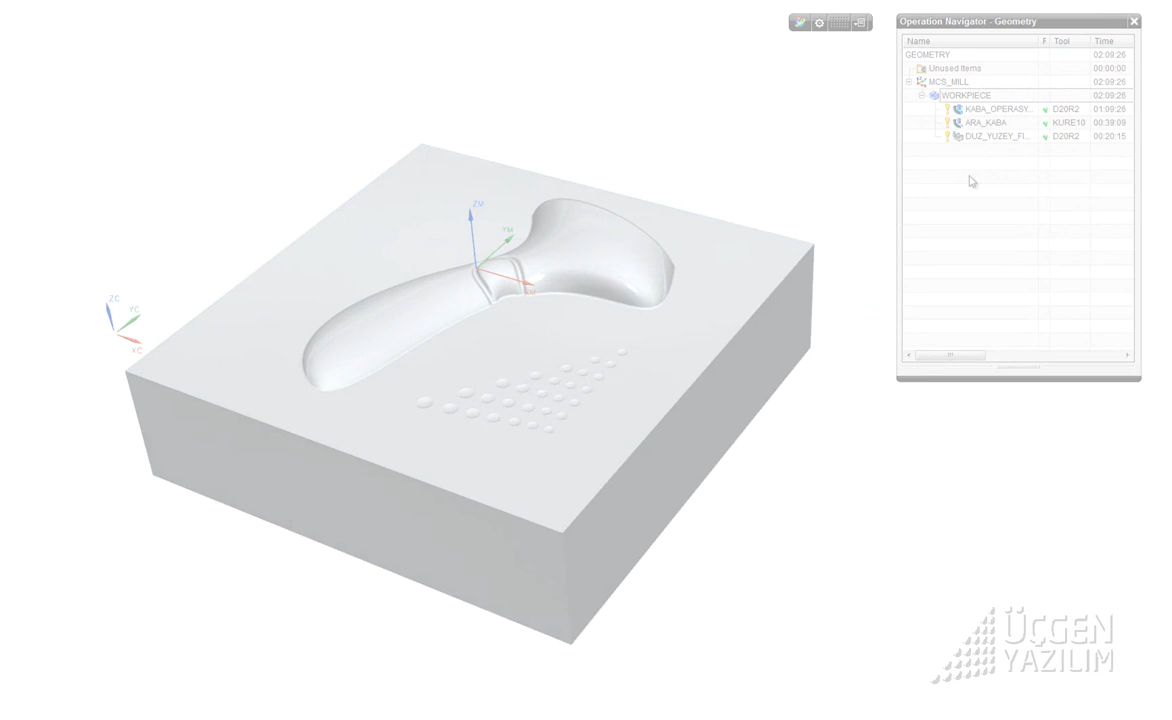 Operation Navigator - Geometry
Name F Tool Time
GEOMETRY 02:09:26
Unused Items 00:00:00
MCS_MILL 02:09:26
WORKPIECE 02:09:26
KABA_OPERASY... D20R2 01:09:26
ARA_KABA KURE10 00:39:09
DUZ_YUZEY_FI... D20R2 00:20:15
ZM
YM
XM
ZC
YC
XC
ÜÇGEN
YAZILIM